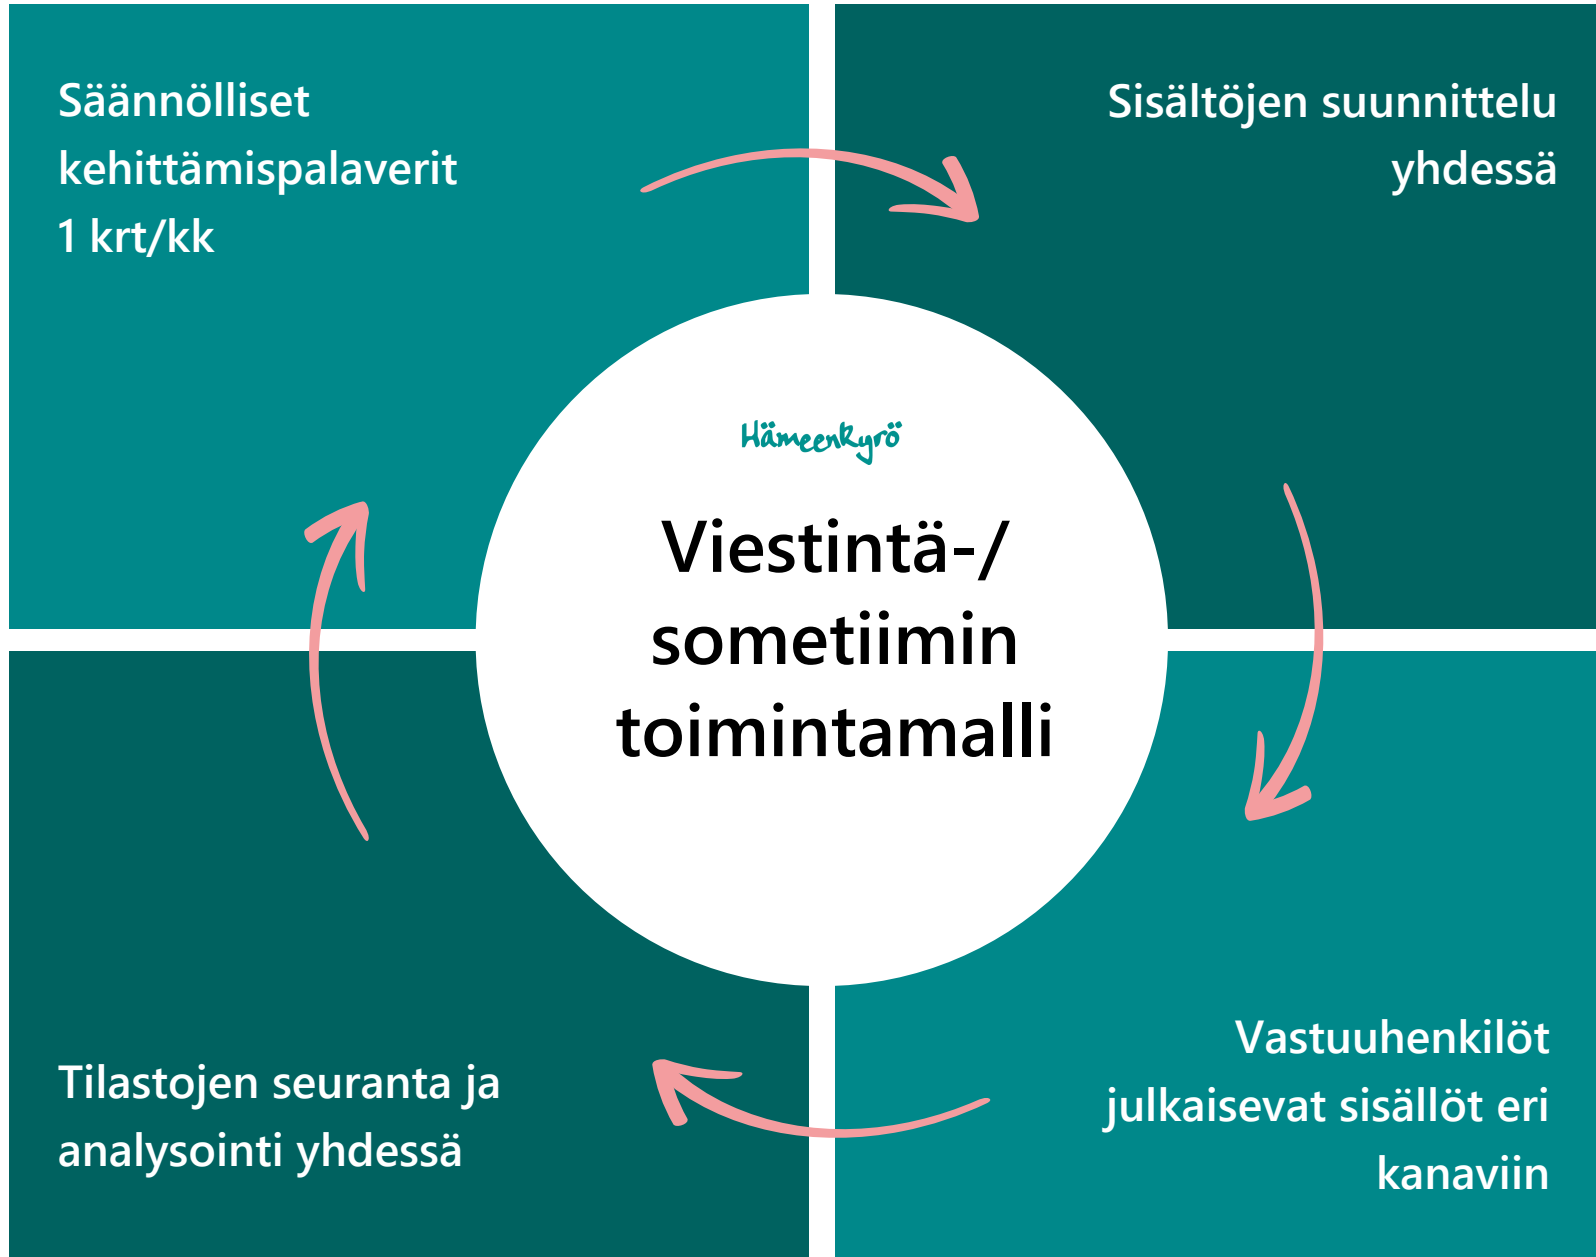 Säännölliset
kehittämispalaverit
1 krt/kk
Sisältöjen suunnittelu
yhdessä
Hämeenkyrö
Viestintä-/
sometiimin
toimintamalli
Tilastojen seuranta ja
analysointi yhdessä
Vastuuhenkilöt
julkaisevat sisällöt eri
kanaviin